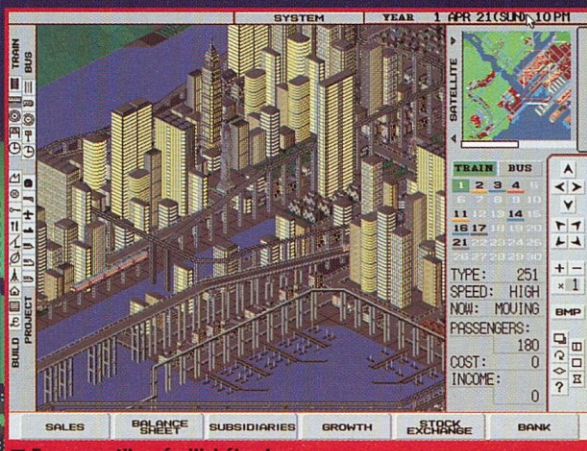 SYSTEM
YEAR 1 APR 21(SUN) 10PM
TRAIN
BUS
BUILD
PROJECT
SATELLITE
TRAIN BUS
1 2 3 4 5
6 7 8 9 10
11 12 13 14 15
16 17 18 19 20
21 22 23 24 25
26 27 28 29 30
TYPE: 251
SPEED: HIGH
NOW: MOVING
PASSENGERS:
180
COST: 0
INCOME:
0
+ -
× 1
BMP
?
SALES
BALANCE SHEET
SUBSIDIARIES
GROWTH
STOCK EXCHANGE
BANK